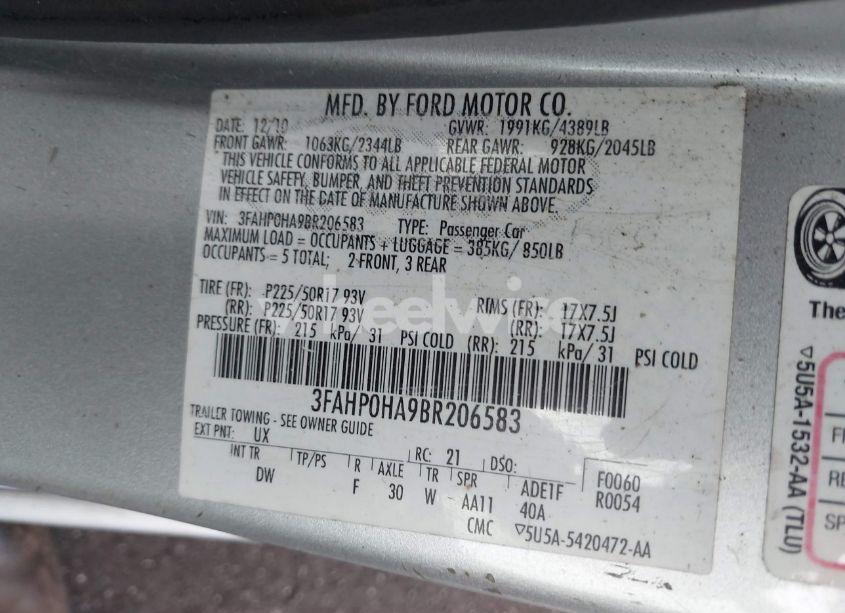 MFD. BY FORD MOTOR CO.
DATE: 12/10 GVWR: 1991KG/4389LB
FRONT GAWR: 1063KG/2344LB REAR GAWR: 928KG/2045LB
THIS VEHICLE CONFORMS TO ALL APPLICABLE FEDERAL MOTOR
VEHICLE SAFETY, BUMPER, AND THEFT PREVENTION STANDARDS
IN EFFECT ON THE DATE OF MANUFACTURE SHOWN ABOVE.
VIN: 3FAHP0HA9BR206583 TYPE: Passenger Car
MAXIMUM LOAD = OCCUPANTS + LUGGAGE = 385KG/ 850LB
OCCUPANTS = 5 TOTAL; 2 FRONT, 3 REAR
TIRE (FR): P225/50R17 93V RIMS (FR): 17X7.5J
(RR): P225/50R17 93V (RR): 17X7.5J
PRESSURE (FR): 215 kPa/ 31 PSI COLD (RR): 215 kPa/ 31 PSI COLD
wheelwise
3FAHP0HA9BR206583
TRAILER TOWING - SEE OWNER GUIDE
EXT PNT: UX RC: 21 DSO:
INT TR TP/PS R AXLE TR SPR ADE1F F0060
DW F 30 W AA11 40A R0054
CMC ▽5U5A-5420472-AA
The
▽5U5A-1532-AA (TLU)
F
RE
SP